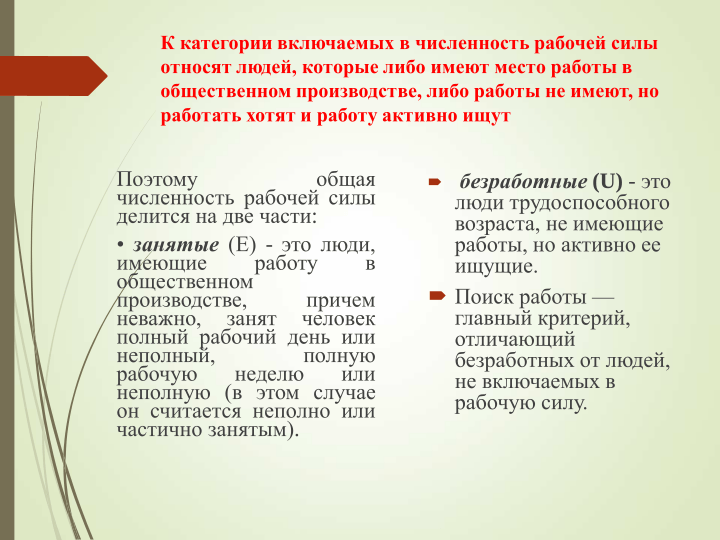 К категории включаемых в численность рабочей силы
относят людей, которые либо имеют место работы в
общественном производстве, либо работы не имеют, но
работать хотят и работу активно ищут
Поэтому общая
численность рабочей силы
делится на две части:
• занятые (Е) - это люди,
имеющие работу в
общественном
производстве, причем
неважно, занят человек
полный рабочий день или
неполный, полную
рабочую неделю или
неполную (в этом случае
он считается неполно или
частично занятым).
безработные (U) - это
люди трудоспособного
возраста, не имеющие
работы, но активно ее
ищущие.
Поиск работы —
главный критерий,
отличающий
безработных от людей,
не включаемых в
рабочую силу.